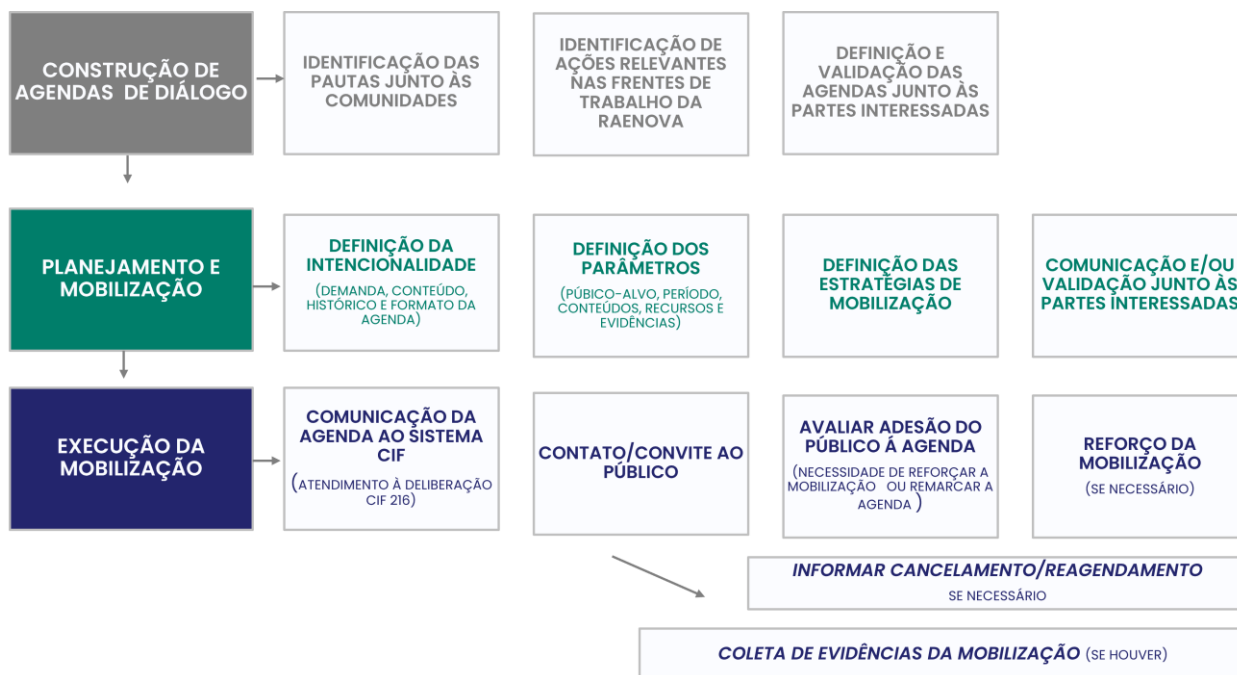 CONSTRUÇÃO DE
AGENDAS DE DIÁLOGO
IDENTIFICAÇÃO DAS
PAUTAS JUNTO ÀS
COMUNIDADES
IDENTIFICAÇÃO DE
AÇÕES RELEVANTES
NAS FRENTES DE
TRABALHO DA
RAENOVA
DEFINIÇÃO E
VALIDAÇÃO DAS
AGENDAS JUNTO ÀS
PARTES INTERESSADAS
PLANEJAMENTO E
MOBILIZAÇÃO
DEFINIÇÃO DA
INTENCIONALIDADE
(DEMANDA, CONTEÚDO,
HISTÓRICO E FORMATO DA
AGENDA)
DEFINIÇÃO DOS
PARÂMETROS
(PÚBICO-ALVO, PERÍODO,
CONTEÚDOS, RECURSOS E
EVIDÊNCIAS)
DEFINIÇÃO DAS
ESTRATÉGIAS DE
MOBILIZAÇÃO
COMUNICAÇÃO E/OU
VALIDAÇÃO JUNTO ÀS
PARTES INTERESSADAS
EXECUÇÃO DA
MOBILIZAÇÃO
COMUNICAÇÃO DA
AGENDA AO SISTEMA
CIF
(ATENDIMENTO À DELIBERAÇÃO
CIF 216)
CONTATO/CONVITE AO
PÚBLICO
AVALIAR ADESÃO DO
PÚBLICO Á AGENDA
(NECESSIDADE DE REFORÇAR A
MOBILIZAÇÃO OU REMARCAR A
AGENDA )
REFORÇO DA
MOBILIZAÇÃO
(SE NECESSÁRIO)
INFORMAR CANCELAMENTO/REAGENDAMENTO
SE NECESSÁRIO
COLETA DE EVIDÊNCIAS DA MOBILIZAÇÃO (SE HOUVER)